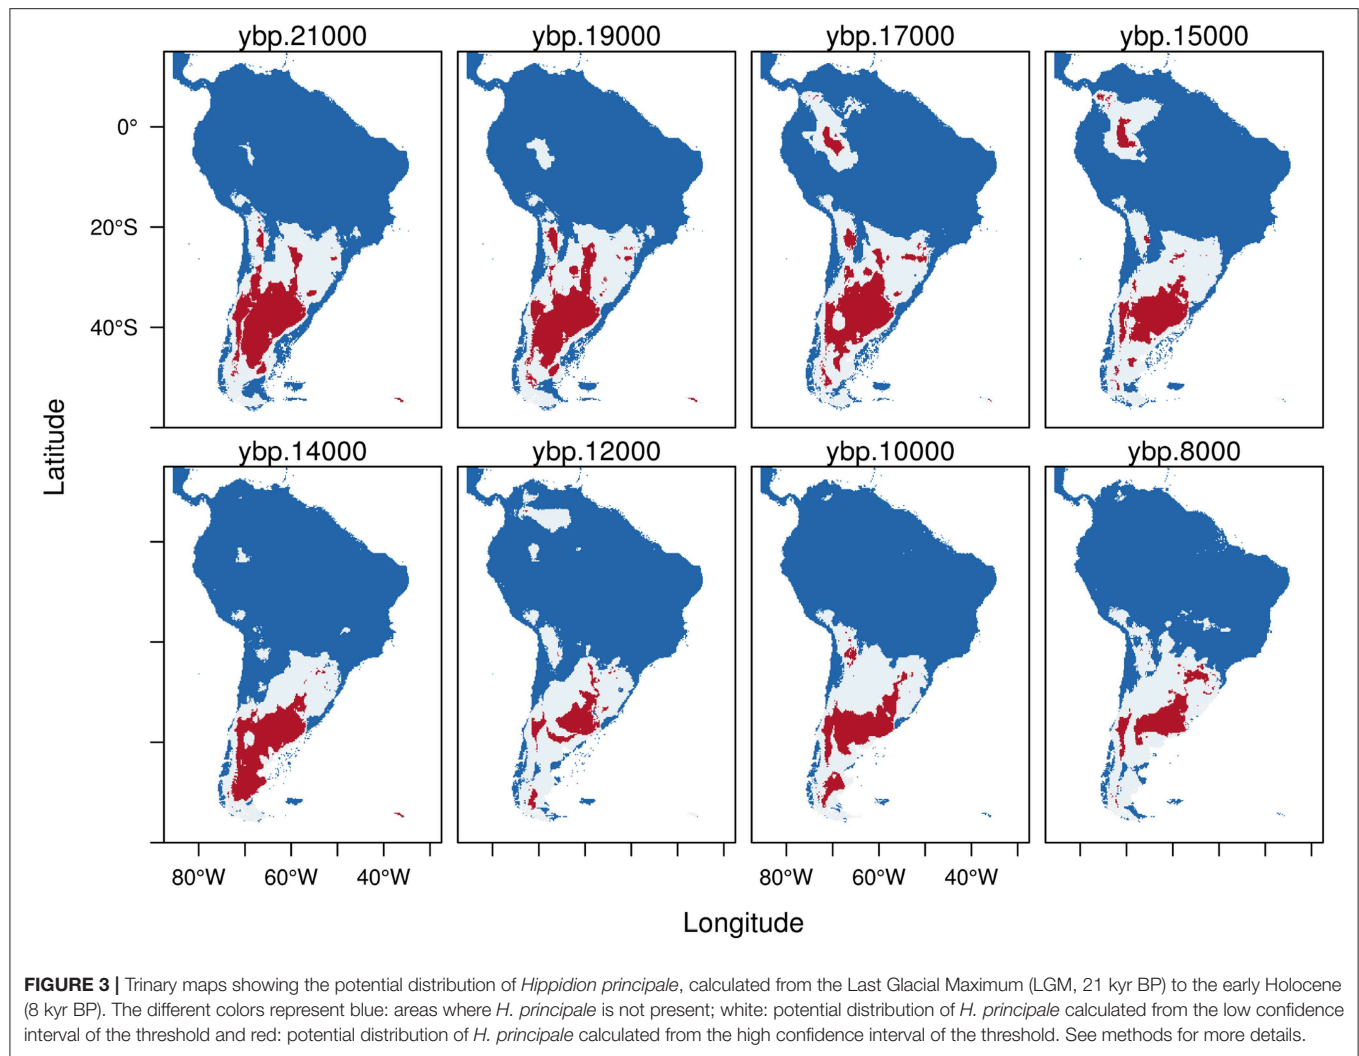 ybp.21000 ybp.19000 ybp.17000 ybp.15000
0°
20°S
40°S
Latitude
ybp.14000 ybp.12000 ybp.10000 ybp.8000
80°W 60°W 40°W 80°W 60°W 40°W
Longitude
FIGURE 3 | Trinary maps showing the potential distribution of Hippidion principale, calculated from the Last Glacial Maximum (LGM, 21 kyr BP) to the early Holocene
(8 kyr BP). The different colors represent blue: areas where H. principale is not present; white: potential distribution of H. principale calculated from the low confidence
interval of the threshold and red: potential distribution of H. principale calculated from the high confidence interval of the threshold. See methods for more details.